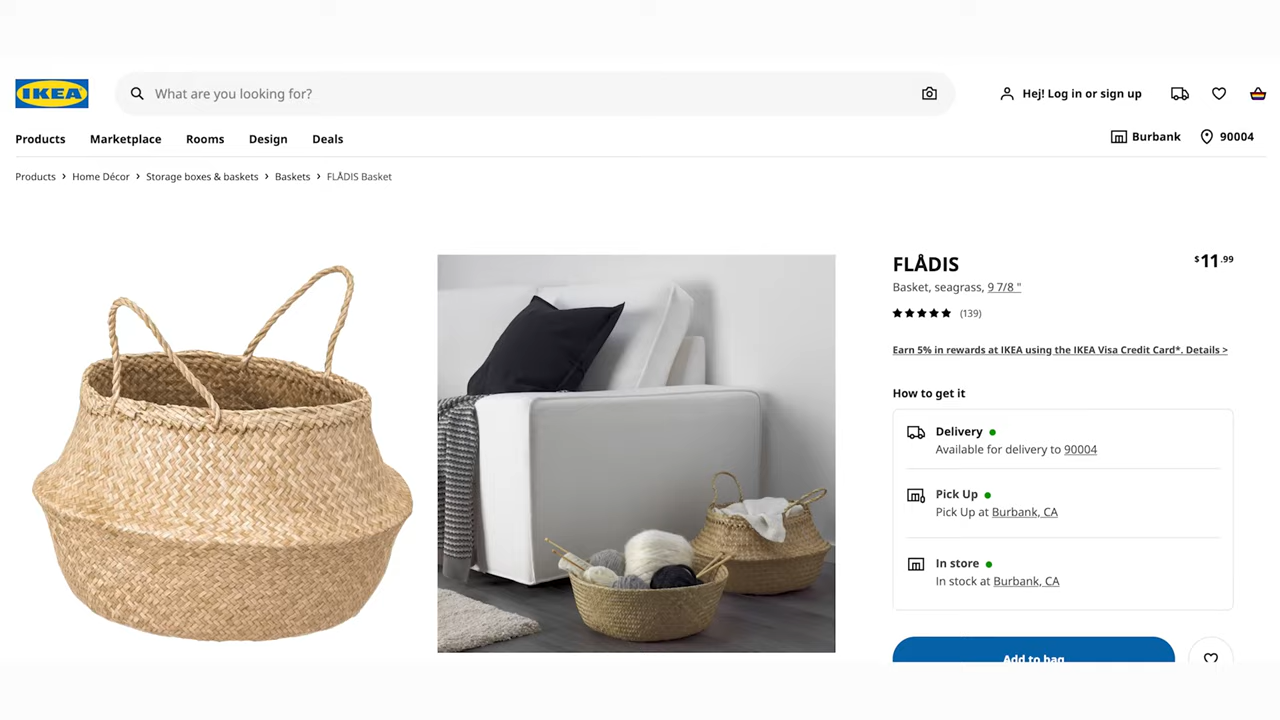 IKEA
What are you looking for?
Hej! Log in or sign up
Products Marketplace Rooms Design Deals
Burbank 90004
Products › Home Décor › Storage boxes & baskets › Baskets › FLÅDIS Basket
FLÅDIS
$11.99
Basket, seagrass, 9 7/8 "
(139)
Earn 5% in rewards at IKEA using the IKEA Visa Credit Card*. Details >
How to get it
Delivery
Available for delivery to 90004
Pick Up
Pick Up at Burbank, CA
In store
In stock at Burbank, CA
Add to bag